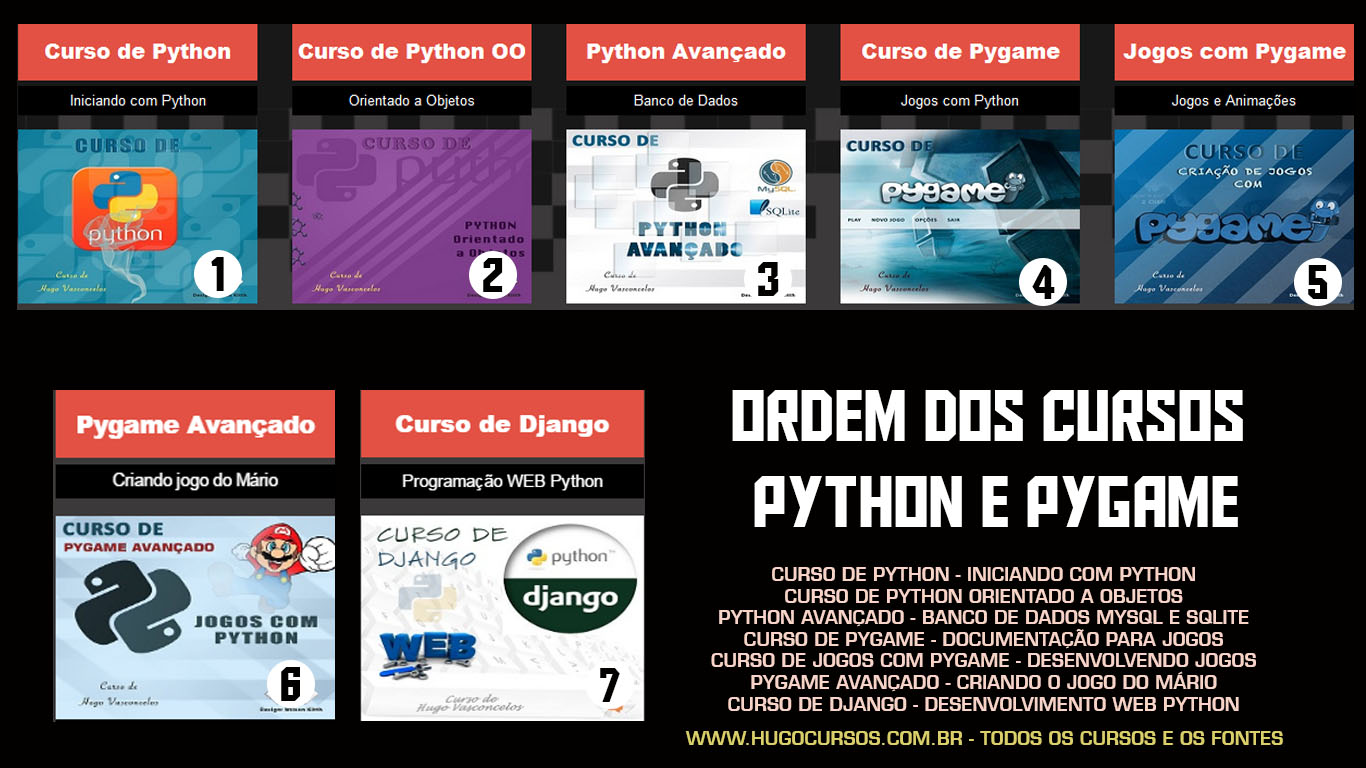 Curso de Python
Iniciando com Python
CURSO DE
python
Curso de
Hugo Vasconcelos
1
Curso de Python OO
Orientado a Objetos
CURSO DE
PYTHON
Orientado
a Objetos
Curso de
Hugo Vasconcelos
2
Python Avançado
Banco de Dados
CURSO DE
MySQL
SQLite
PYTHON
AVANÇADO
Curso de
Hugo Vasconcelos
3
Curso de Pygame
Jogos com Python
CURSO DE
pygame
PLAY NOVO JOGO OPÇÕES SAIR
Curso de
Hugo Vasconcelos
4
Jogos com Pygame
Jogos e Animações
CURSO DE
CRIAÇÃO DE JOGOS
COM
pygame
Curso de
Hugo Vasconcelos
5
Pygame Avançado
Criando jogo do Mário
CURSO DE
PYGAME AVANÇADO
JOGOS COM
PYTHON
Curso de
Hugo Vasconcelos
6
Curso de Django
Programação WEB Python
CURSO DE
DJANGO
python
django
WEB
Curso de
Hugo Vasconcelos
7
ORDEM DOS CURSOS
PYTHON E PYGAME
CURSO DE PYTHON - INICIANDO COM PYTHON
CURSO DE PYTHON ORIENTADO A OBJETOS
PYTHON AVANÇADO - BANCO DE DADOS MYSQL E SQLITE
CURSO DE PYGAME - DOCUMENTAÇÃO PARA JOGOS
CURSO DE JOGOS COM PYGAME - DESENVOLVENDO JOGOS
PYGAME AVANÇADO - CRIANDO O JOGO DO MÁRIO
CURSO DE DJANGO - DESENVOLVIMENTO WEB PYTHON
WWW.HUGOCURSOS.COM.BR - TODOS OS CURSOS E OS FONTES